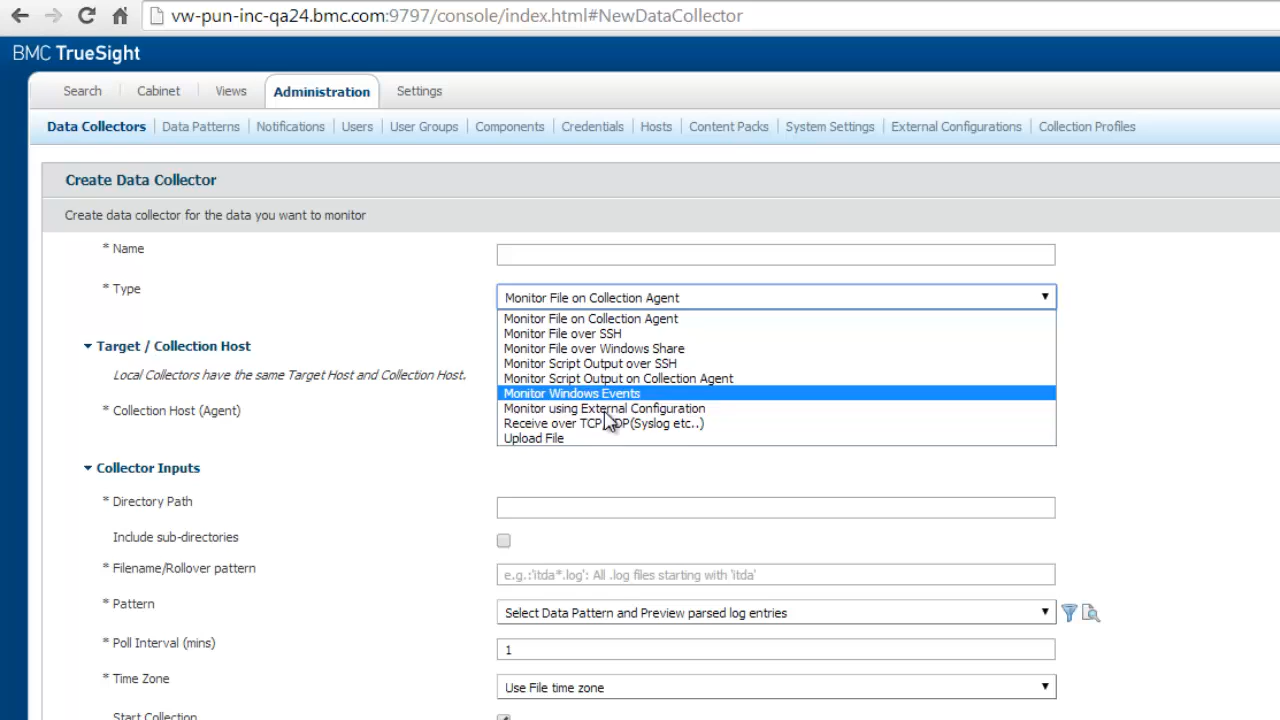 vw-pun-inc-qa24.bmc.com:9797/console/index.html#NewDataCollector
BMC TrueSight
Search Cabinet Views Administration Settings
Data Collectors Data Patterns Notifications Users User Groups Components Credentials Hosts Content Packs System Settings External Configurations Collection Profiles
Create Data Collector
Create data collector for the data you want to monitor
* Name
* Type
Monitor File on Collection Agent
Monitor File on Collection Agent
Monitor File over SSH
Monitor File over Windows Share
Monitor Script Output over SSH
Monitor Script Output on Collection Agent
Monitor Windows Events
Monitor using External Configuration
Receive over TCP DP(Syslog etc..)
Upload File
Target / Collection Host
Local Collectors have the same Target Host and Collection Host.
* Collection Host (Agent)
Collector Inputs
* Directory Path
Include sub-directories
* Filename/Rollover pattern
e.g.:'itda*.log': All .log files starting with 'itda'
* Pattern
Select Data Pattern and Preview parsed log entries
* Poll Interval (mins)
1
* Time Zone
Use File time zone
Start Collection